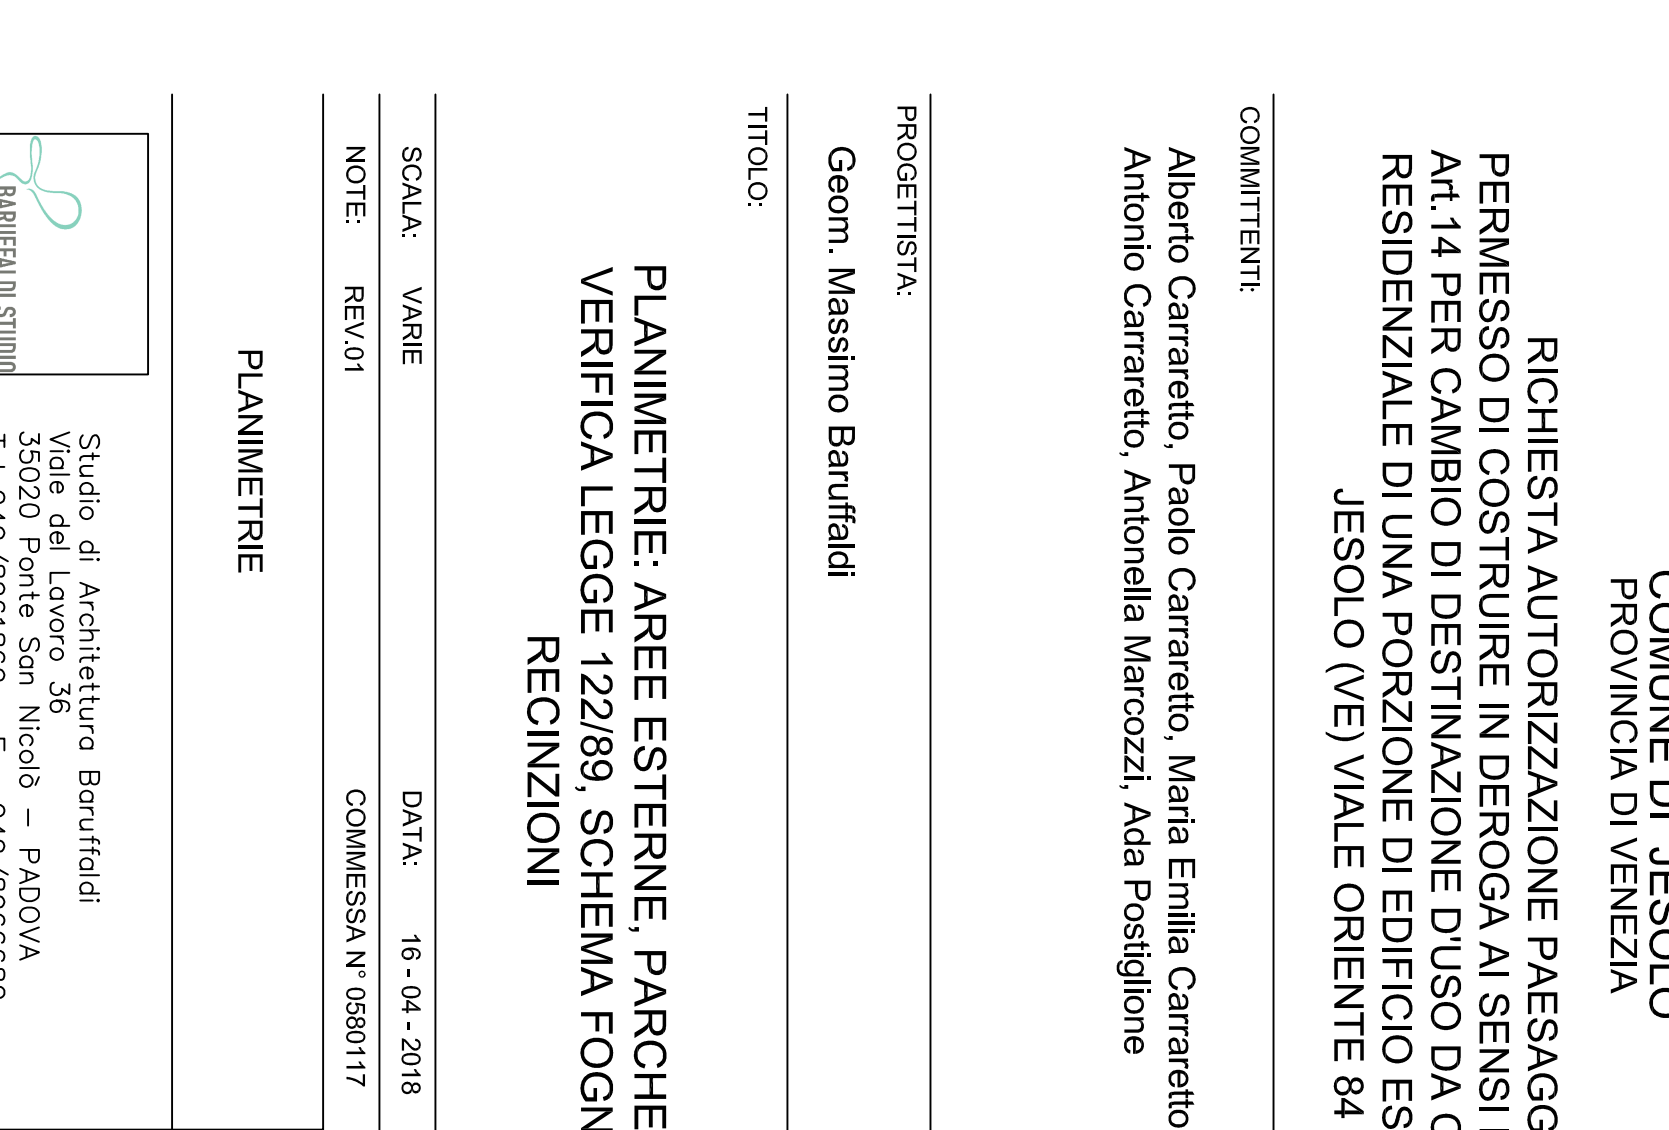 COMUNE DI JESOLO
PROVINCIA DI VENEZIA
RICHIESTA AUTORIZZAZIONE PAESAGG
PERMESSO DI COSTRUIRE IN DEROGA AI SENSI
Art.14 PER CAMBIO DI DESTINAZIONE D'USO DA
RESIDENZIALE DI UNA PORZIONE DI EDIFICIO ES
JESOLO (VE) VIALE ORIENTE 84
COMMITTENTI:
Alberto Carraretto, Paolo Carraretto, Maria Emilia Carraretto
Antonio Carraretto, Antonella Marcozzi, Ada Postiglione
PROGETTISTA:
Geom. Massimo Baruffaldi
TITOLO:
PLANIMETRIE: AREE ESTERNE, PARCHE
VERIFICA LEGGE 122/89, SCHEMA FOGN
RECINZIONI
SCALA: VARIE DATA: 16 - 04 - 2018
NOTE: REV.01 COMMESSA N° 0580117
PLANIMETRIE
BARUFFALDI STUDIO
Studio di Architettura Baruffaldi
Viale del Lavoro 36
35020 Ponte San Nicolò – PADOVA